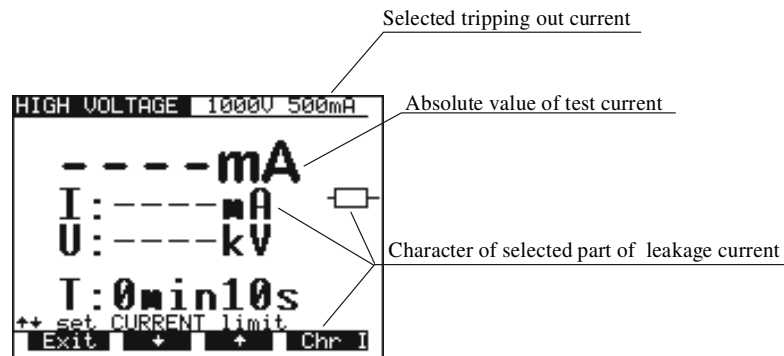 Selected tripping out current
HIGH VOLTAGE 1000V 500mA
Absolute value of test current
----mA
I:----mA
U:----kV
Character of selected part of leakage current
T:0min10s
↑↓ set CURRENT limit
Exit ↓ ↑ Chr I